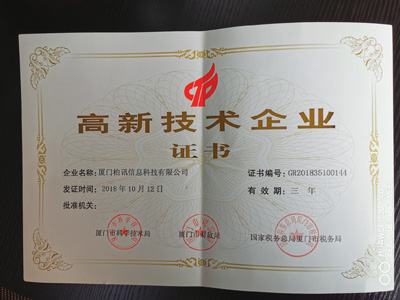 高新技术企业
证书
企业名称：厦门柏讯信息科技有限公司
证书编号：GR201835100144
发证时间：2018年10月12日
有效期：三年
批准机关：
厦门市科学技术局
厦门市财政局
国家税务总局厦门市税务局